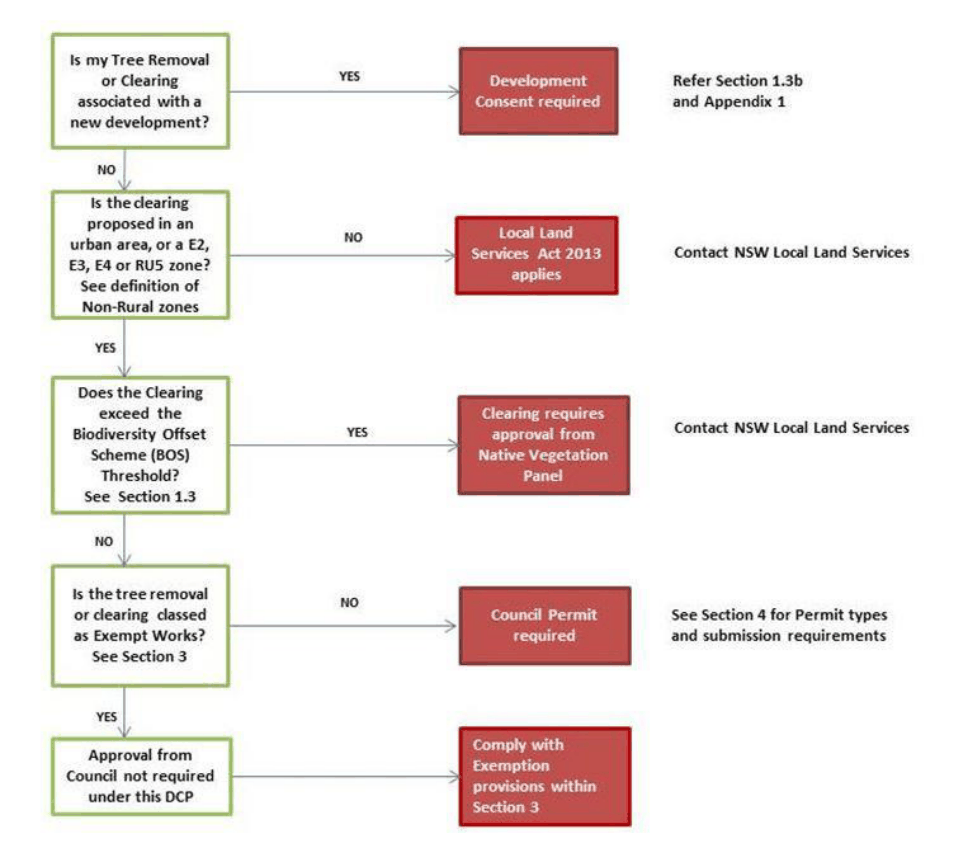 Is my Tree Removal
or Clearing
associated with a
new development?
YES
Development
Consent required
Refer Section 1.3b
and Appendix 1
NO
Is the clearing
proposed in an
urban area, or a E2,
E3, E4 or RU5 zone?
See definition of
Non-Rural zones
NO
Local Land
Services Act 2013
applies
Contact NSW Local Land Services
YES
Does the Clearing
exceed the
Biodiversity Offset
Scheme (BOS)
Threshold?
See Section 1.3
YES
Clearing requires
approval from
Native Vegetation
Panel
Contact NSW Local Land Services
NO
Is the tree removal
or clearing classed
as Exempt Works?
See Section 3
NO
Council Permit
required
See Section 4 for Permit types
and submission requirements
YES
Approval from
Council not required
under this DCP
Comply with
Exemption
provisions within
Section 3